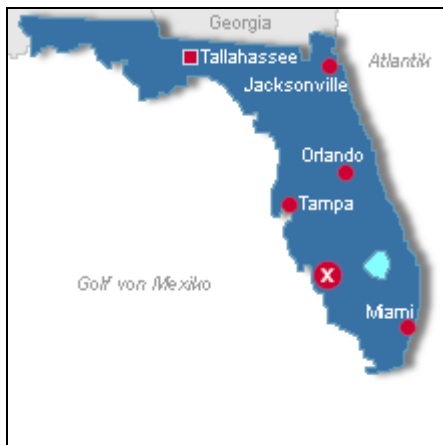 Georgia
Tallahassee
Atlantik
Jacksonville
Orlando
Tampa
X
Golf von Mexiko
Miami